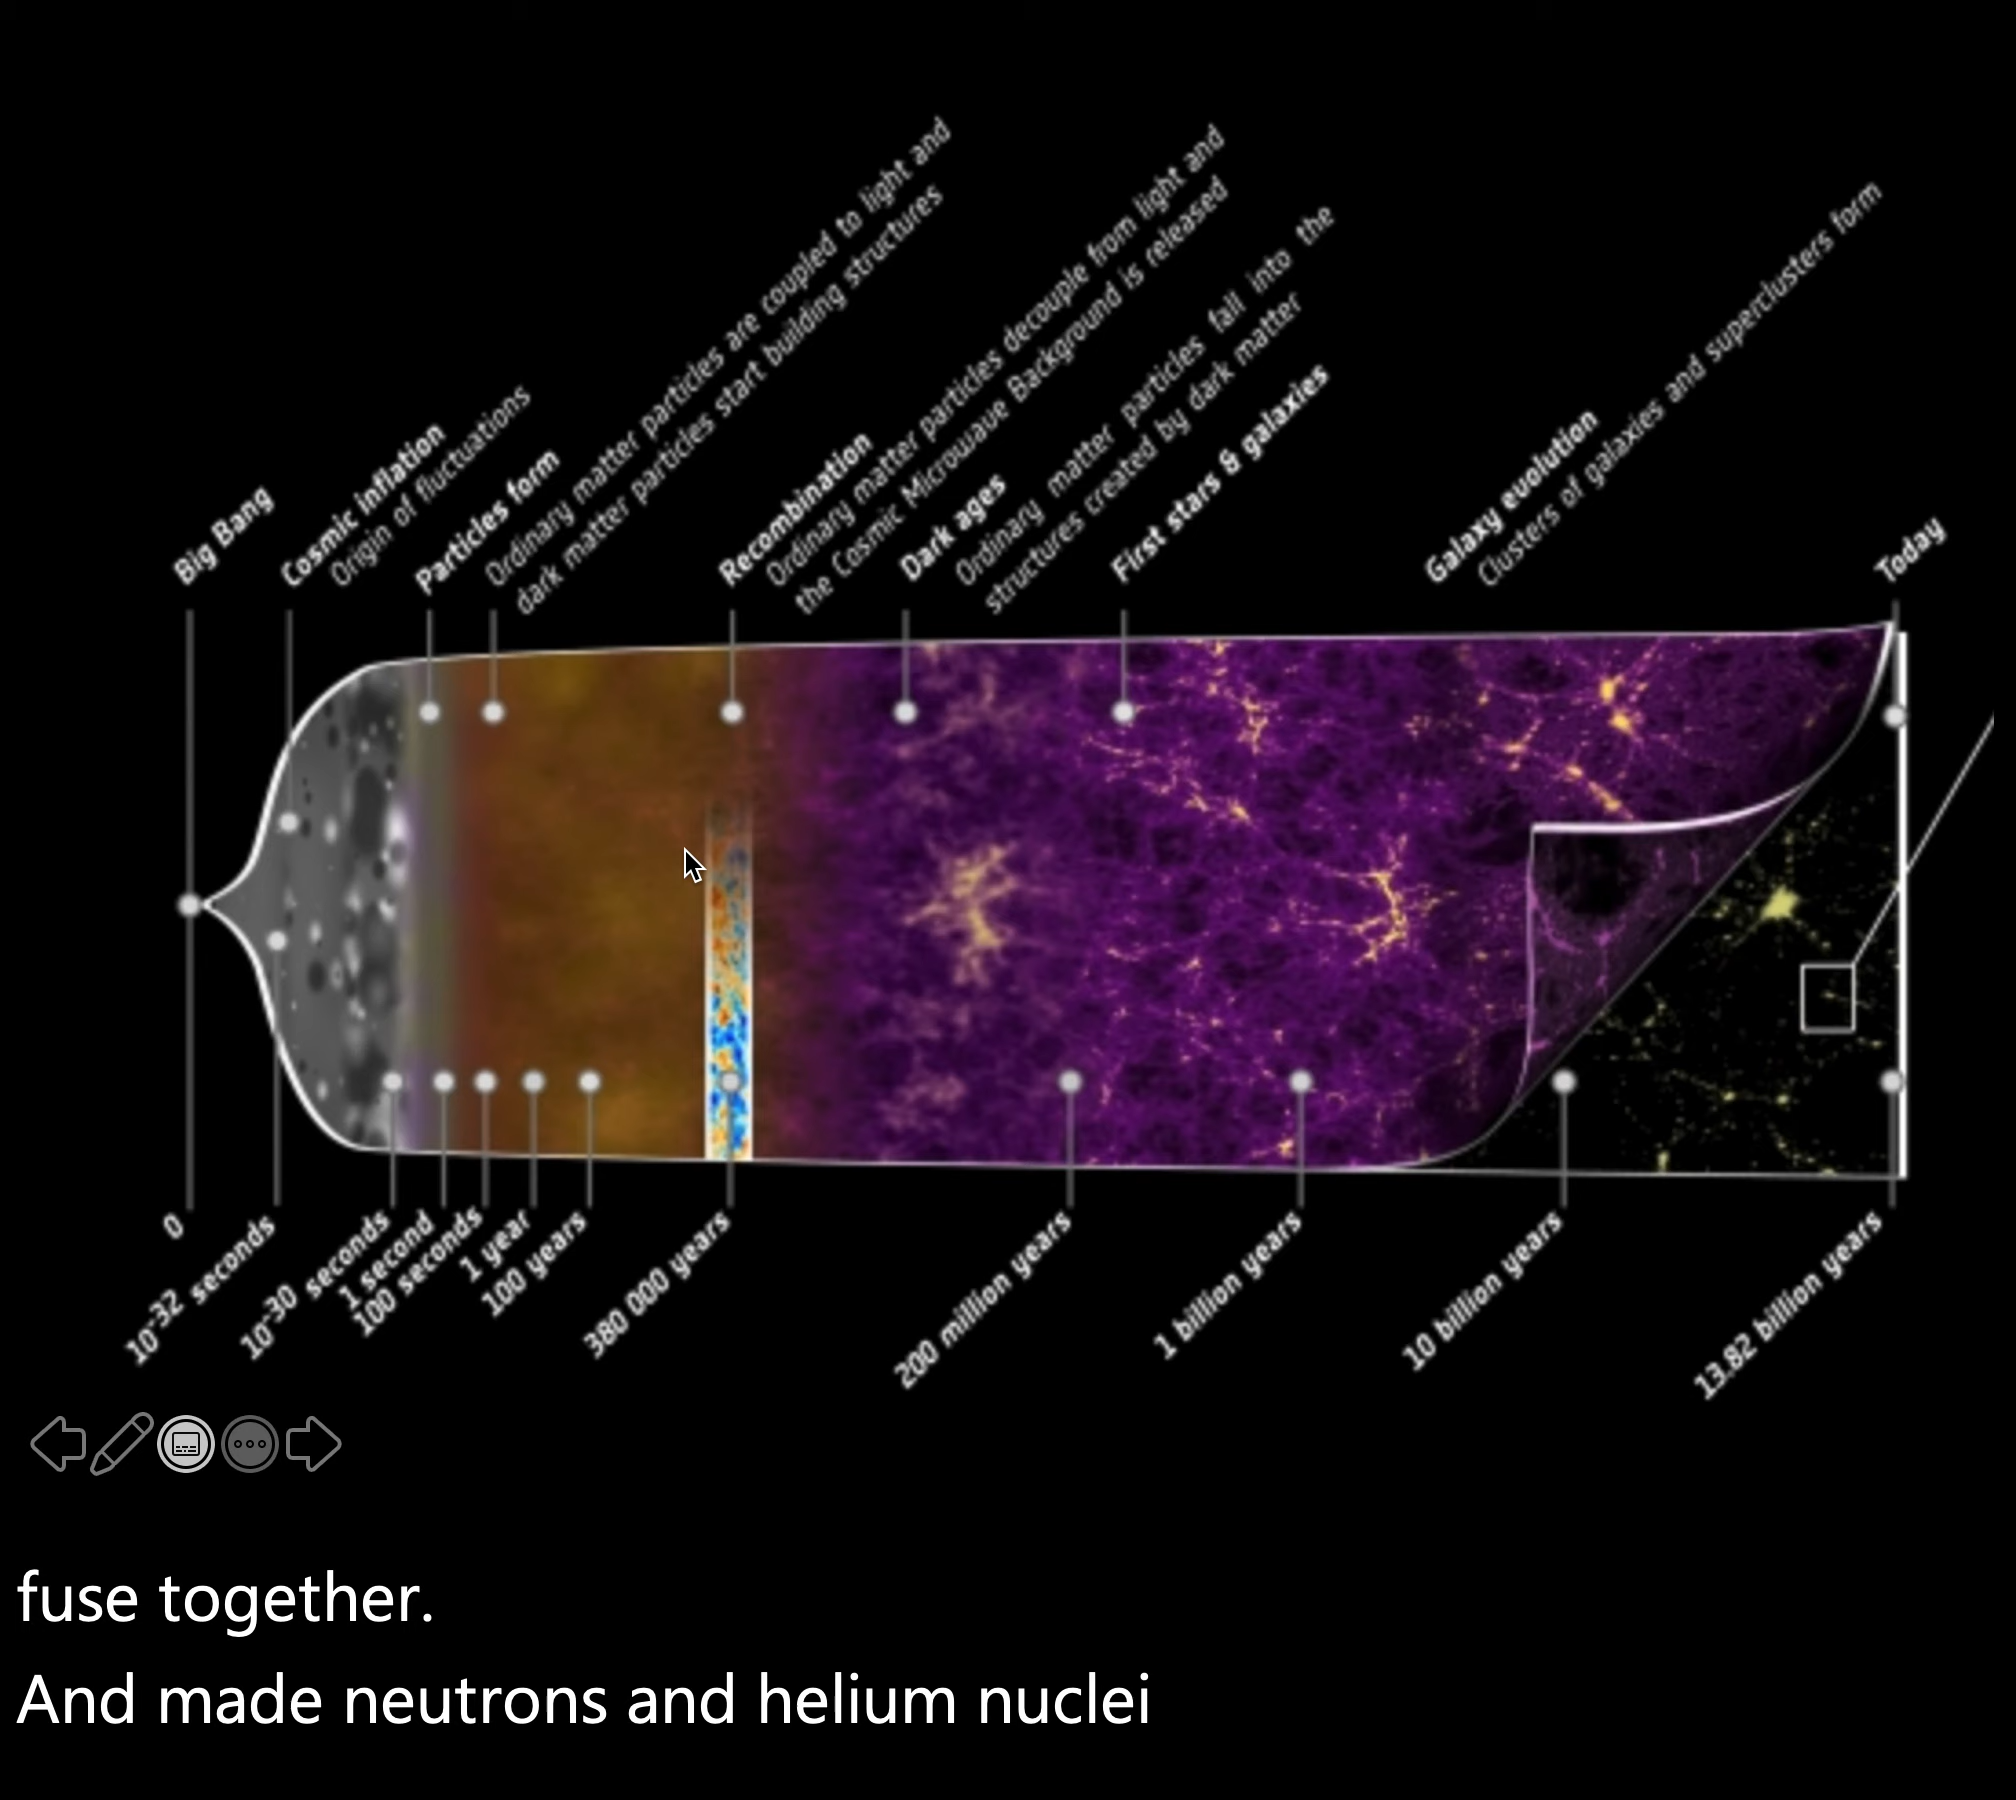 Big Bang
Cosmic inflation
Origin of fluctuations
Particles form
Ordinary matter particles are coupled to light and
dark matter particles start building structures
Recombination
Ordinary matter particles decouple from light and
the Cosmic Microwave Background is released
Dark ages
Ordinary matter particles fall into the
structures created by dark matter
First stars & galaxies
Galaxy evolution
Clusters of galaxies and superclusters form
Today
0
10-32 seconds
10-30 seconds
1 second
100 seconds
1 year
100 years
380 000 years
200 million years
1 billion years
10 billion years
13.82 billion years
fuse together.
And made neutrons and helium nuclei